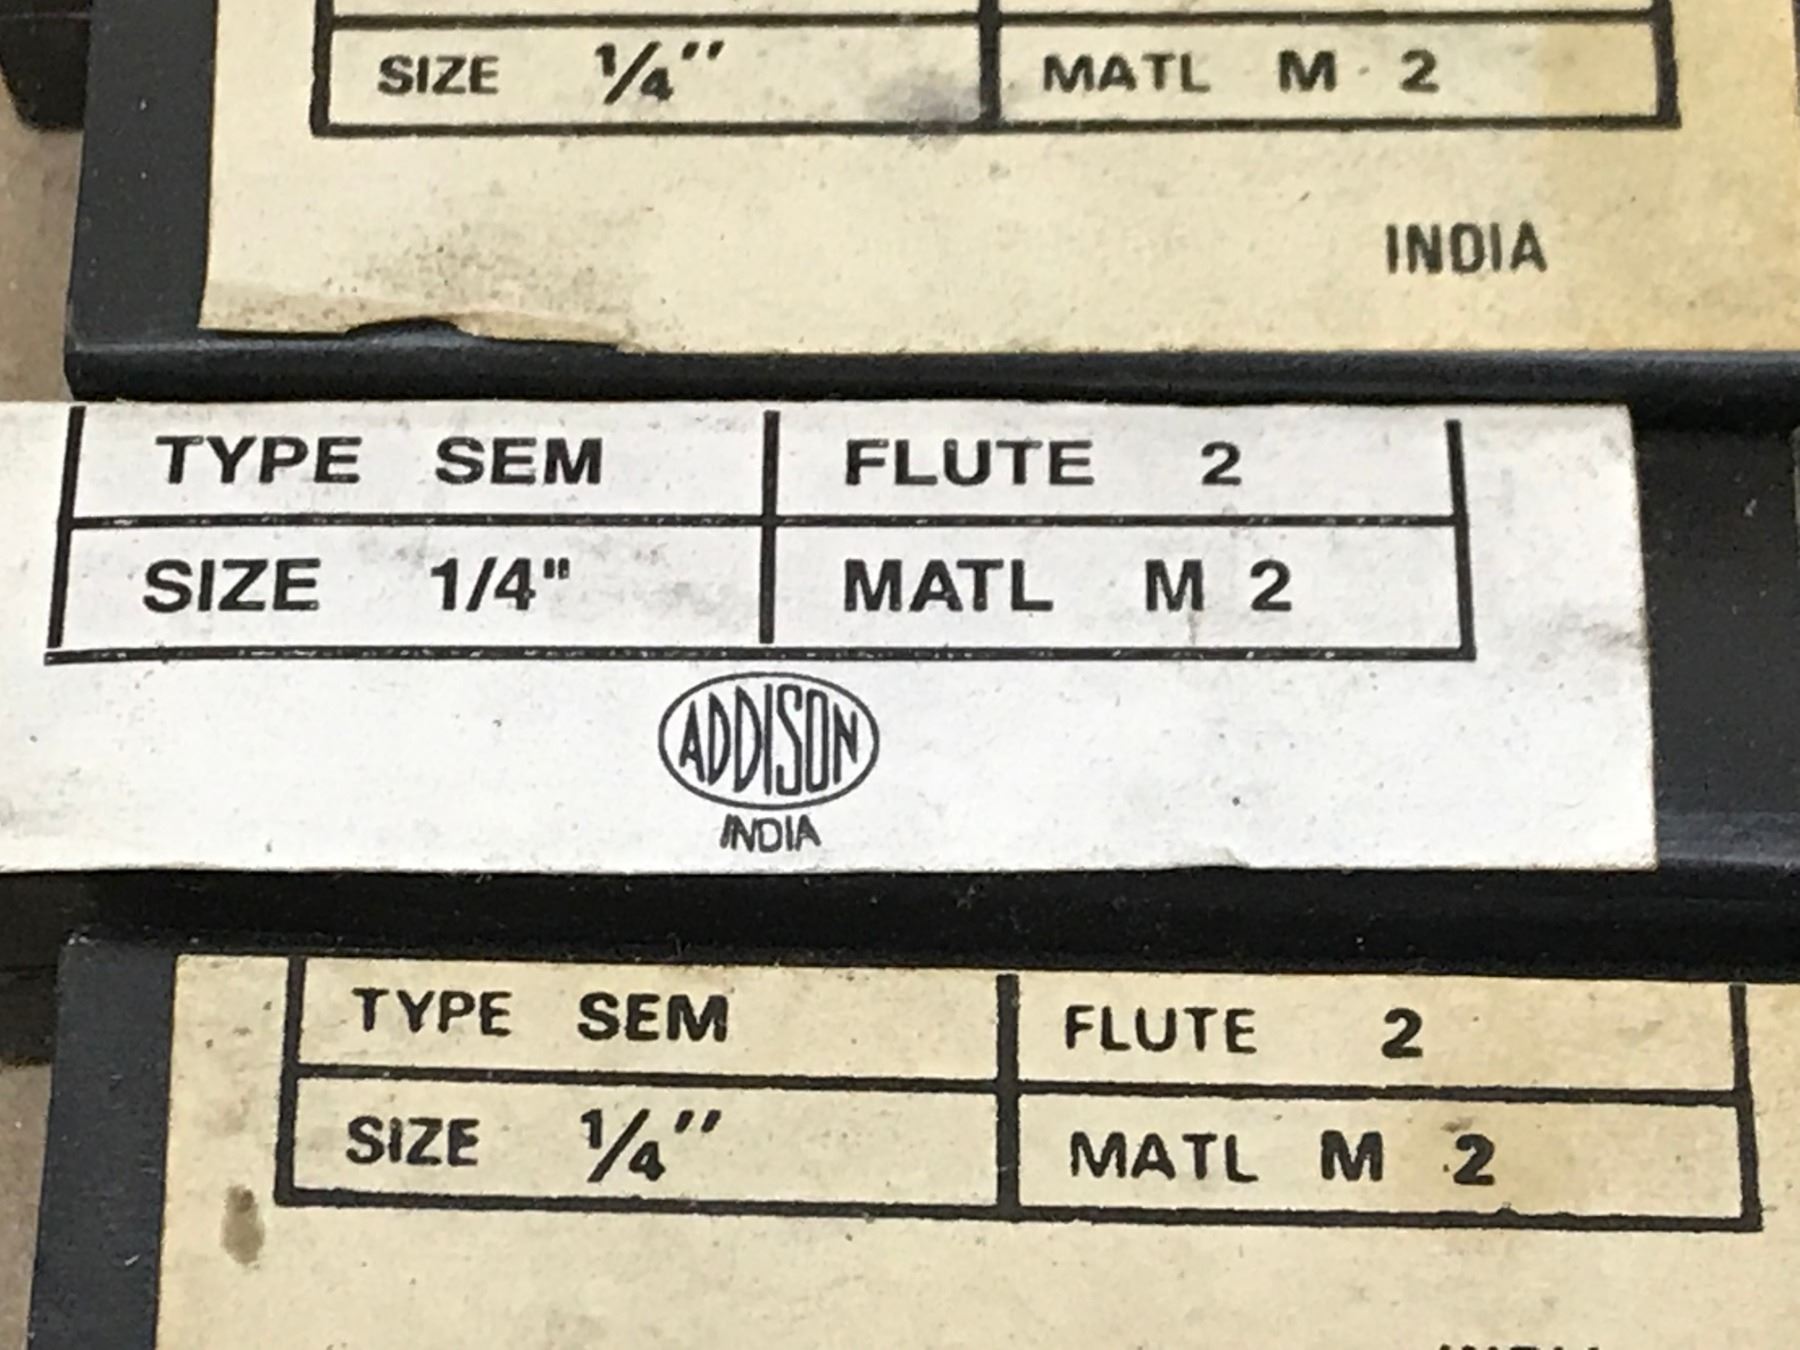 SIZE ¼" MATL M 2
INDIA
TYPE SEM FLUTE 2
SIZE 1/4" MATL M 2
ADDISON
INDIA
TYPE SEM FLUTE 2
SIZE ¼" MATL M 2